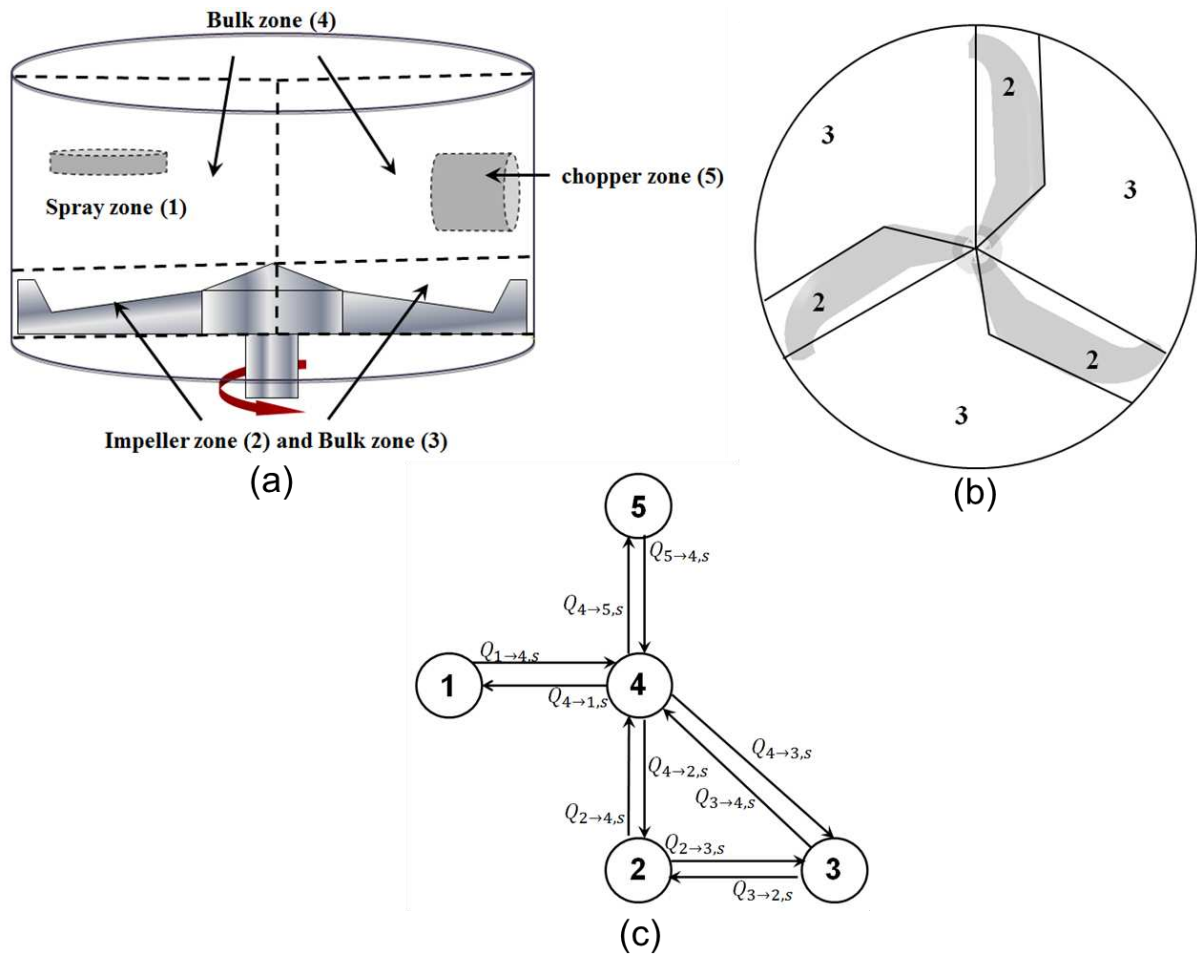 Bulk zone (4)
Spray zone (1)
chopper zone (5)
Impeller zone (2) and Bulk zone (3)
(a)
2
3
3
2
2
3
(b)
5
Q5→4,s
Q4→5,s
Q1→4,s
1
4
Q4→1,s
Q4→3,s
Q4→2,s
Q3→4,s
Q2→4,s
Q2→3,s
2
3
Q3→2,s
(c)